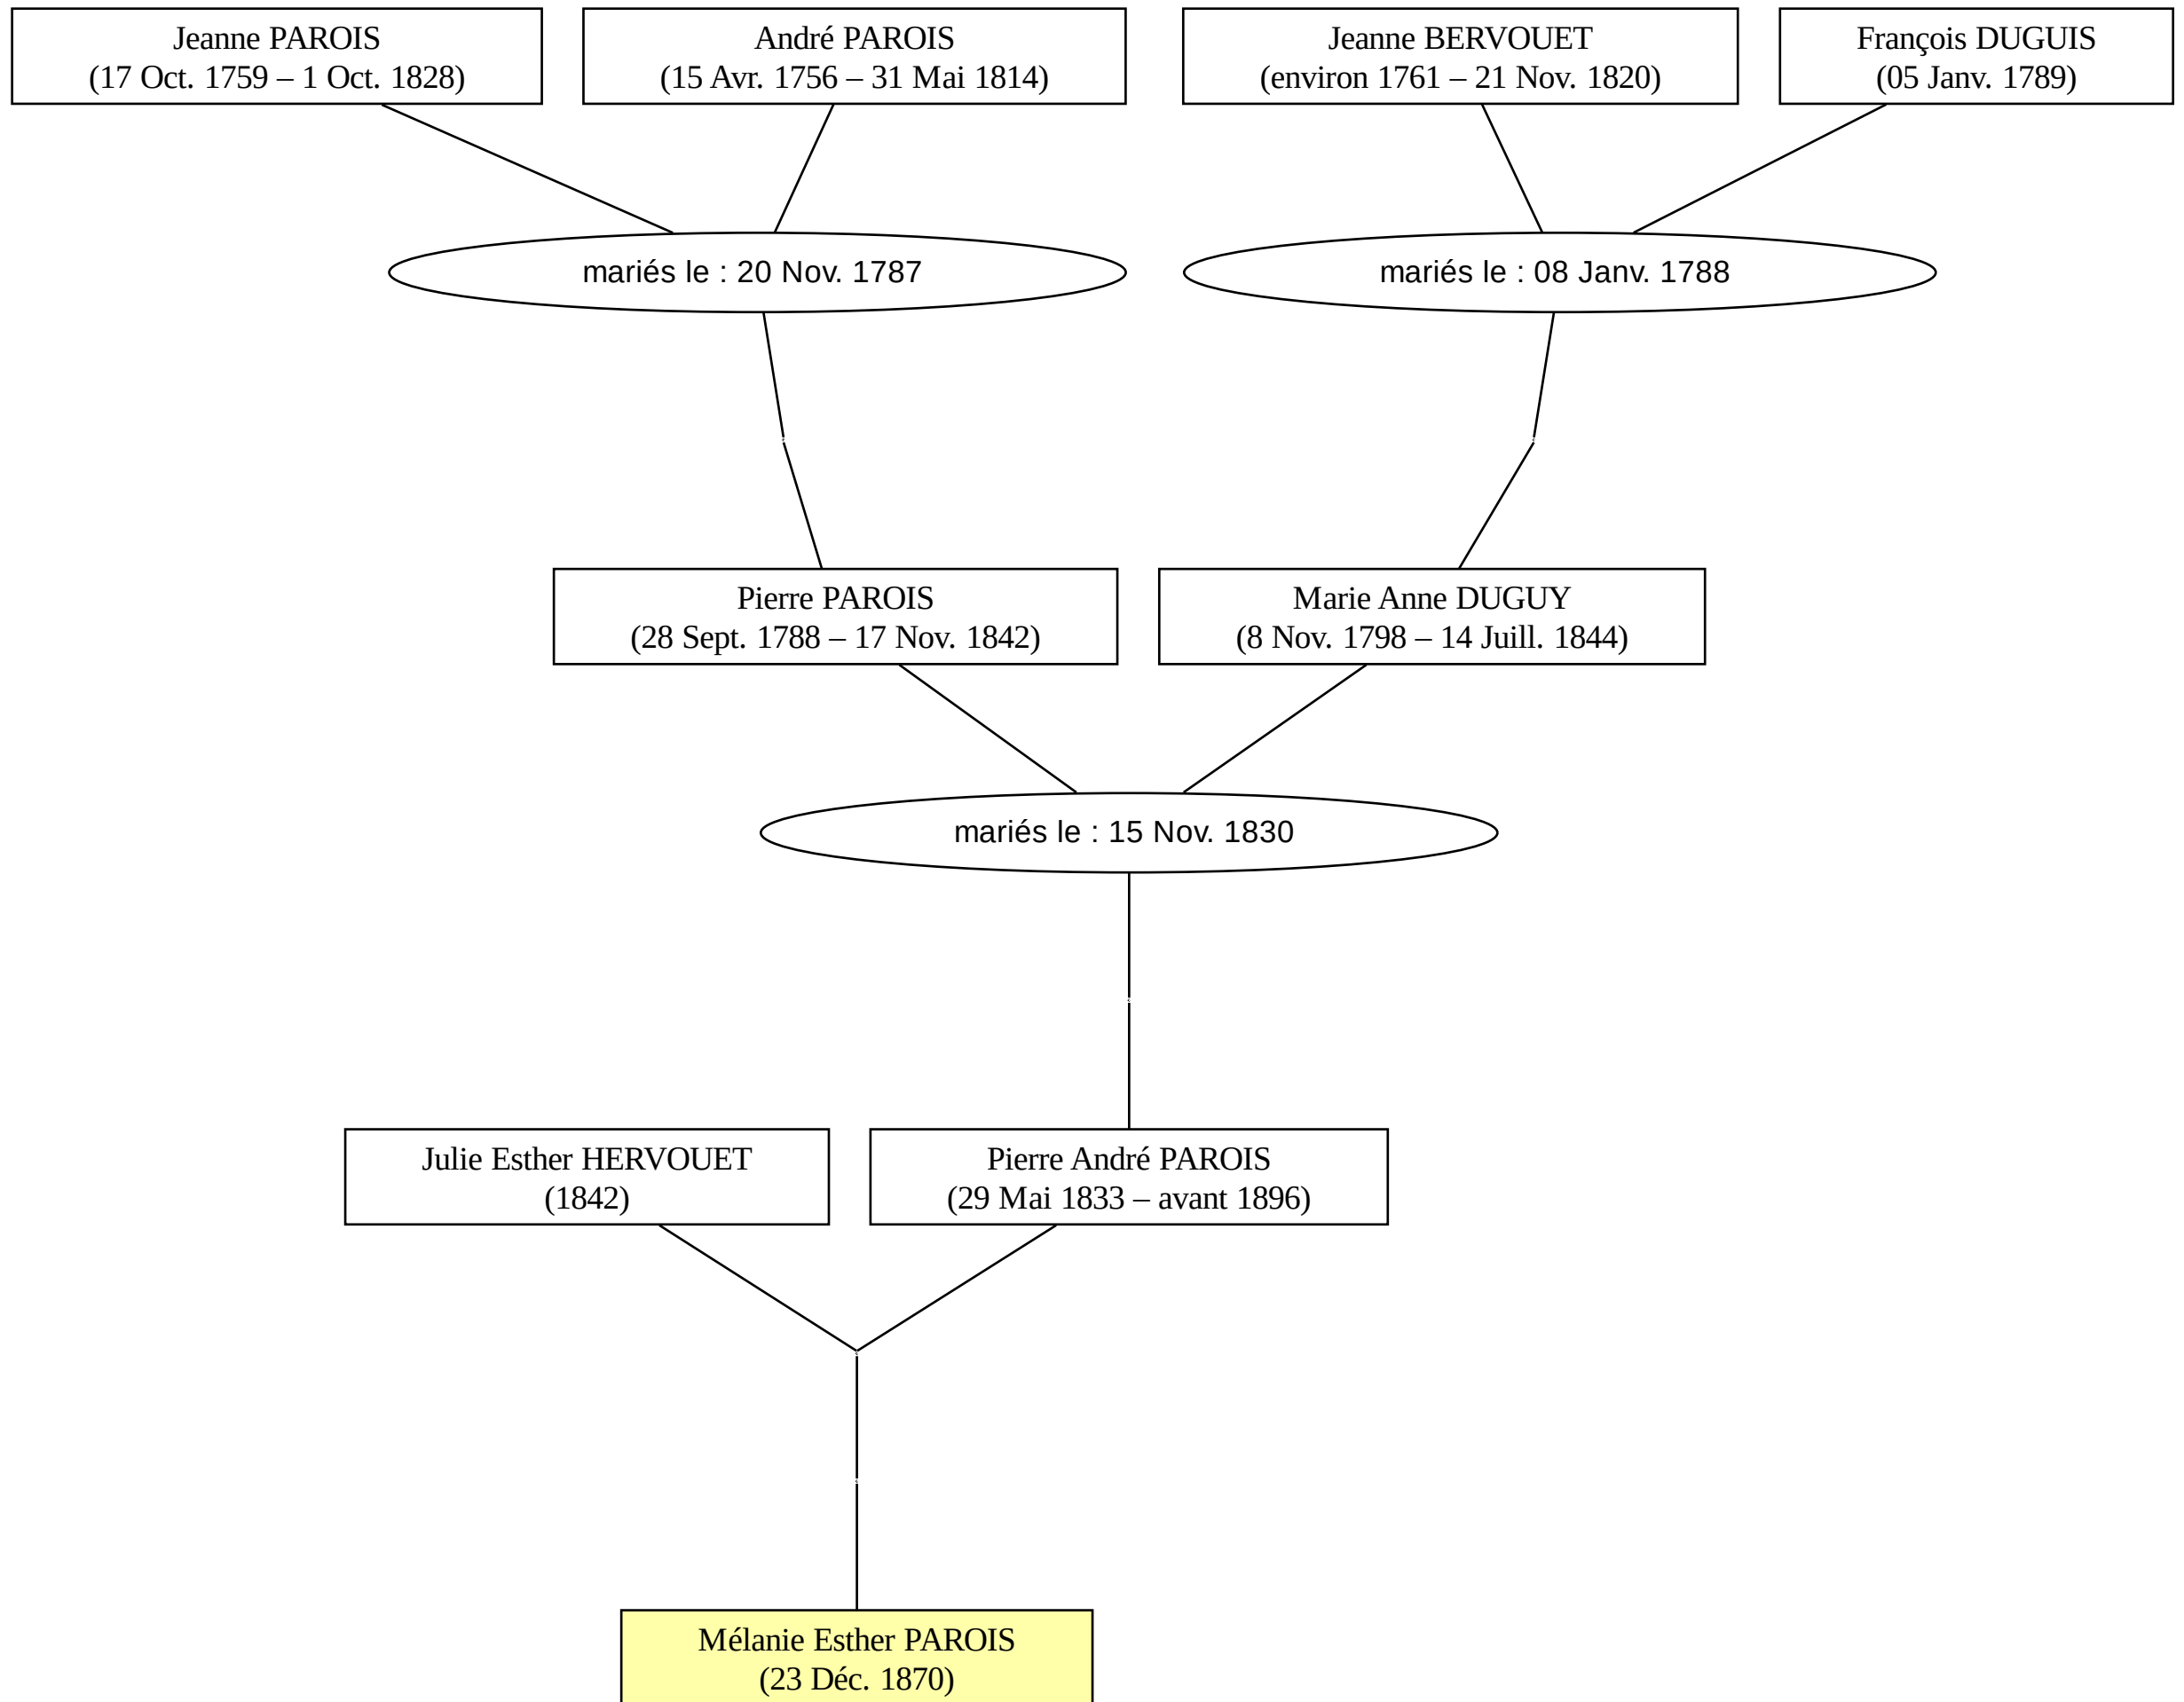 Jeanne PAROIS
(17 Oct. 1759 – 1 Oct. 1828)
André PAROIS
(15 Avr. 1756 – 31 Mai 1814)
Jeanne BERVOUET
(environ 1761 – 21 Nov. 1820)
François DUGUIS
(05 Janv. 1789)
mariés le : 20 Nov. 1787
mariés le : 08 Janv. 1788
Pierre PAROIS
(28 Sept. 1788 – 17 Nov. 1842)
Marie Anne DUGUY
(8 Nov. 1798 – 14 Juill. 1844)
mariés le : 15 Nov. 1830
Julie Esther HERVOUET
(1842)
Pierre André PAROIS
(29 Mai 1833 – avant 1896)
Mélanie Esther PAROIS
(23 Déc. 1870)